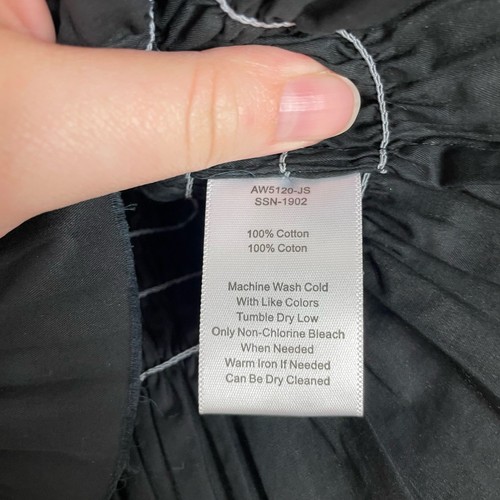 AW5126-JS
SSN-1902
100% Cotton
100% Coton
Machine Wash Cold
With Like Colors
Tumble Dry Low
Only Non-Chlorine Bleach
When Needed
Warm Iron If Needed
Can Be Dry Cleaned